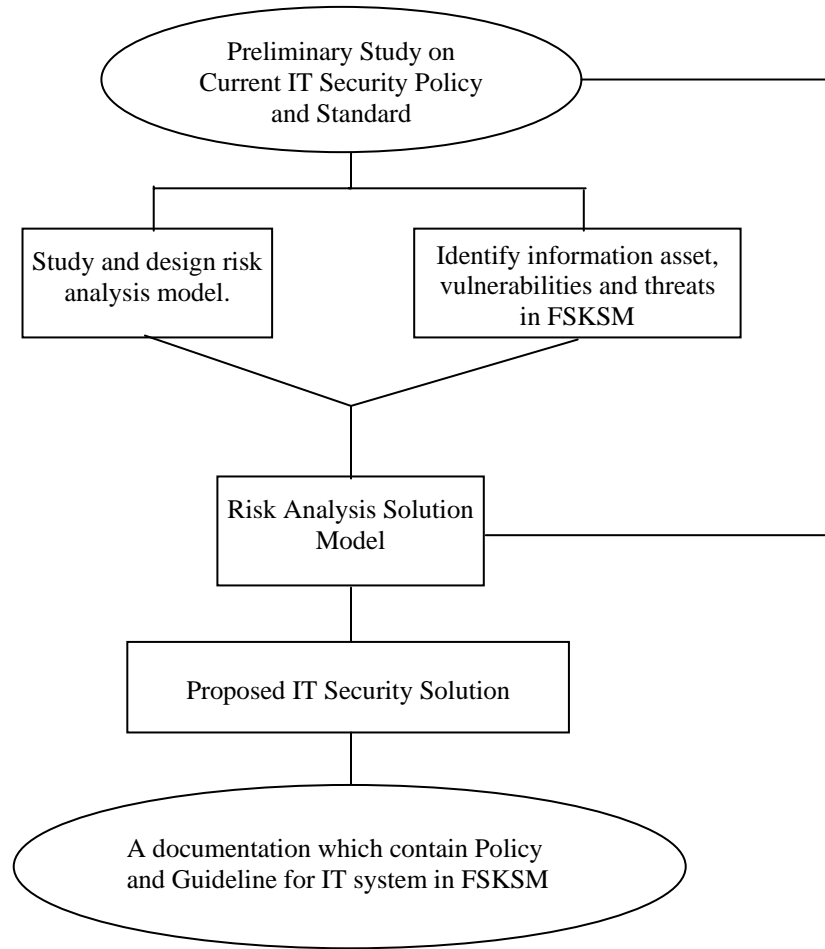 Preliminary Study on
Current IT Security Policy
and Standard
Study and design risk
analysis model.
Identify information asset,
vulnerabilities and threats
in FSKSM
Risk Analysis Solution
Model
Proposed IT Security Solution
A documentation which contain Policy
and Guideline for IT system in FSKSM